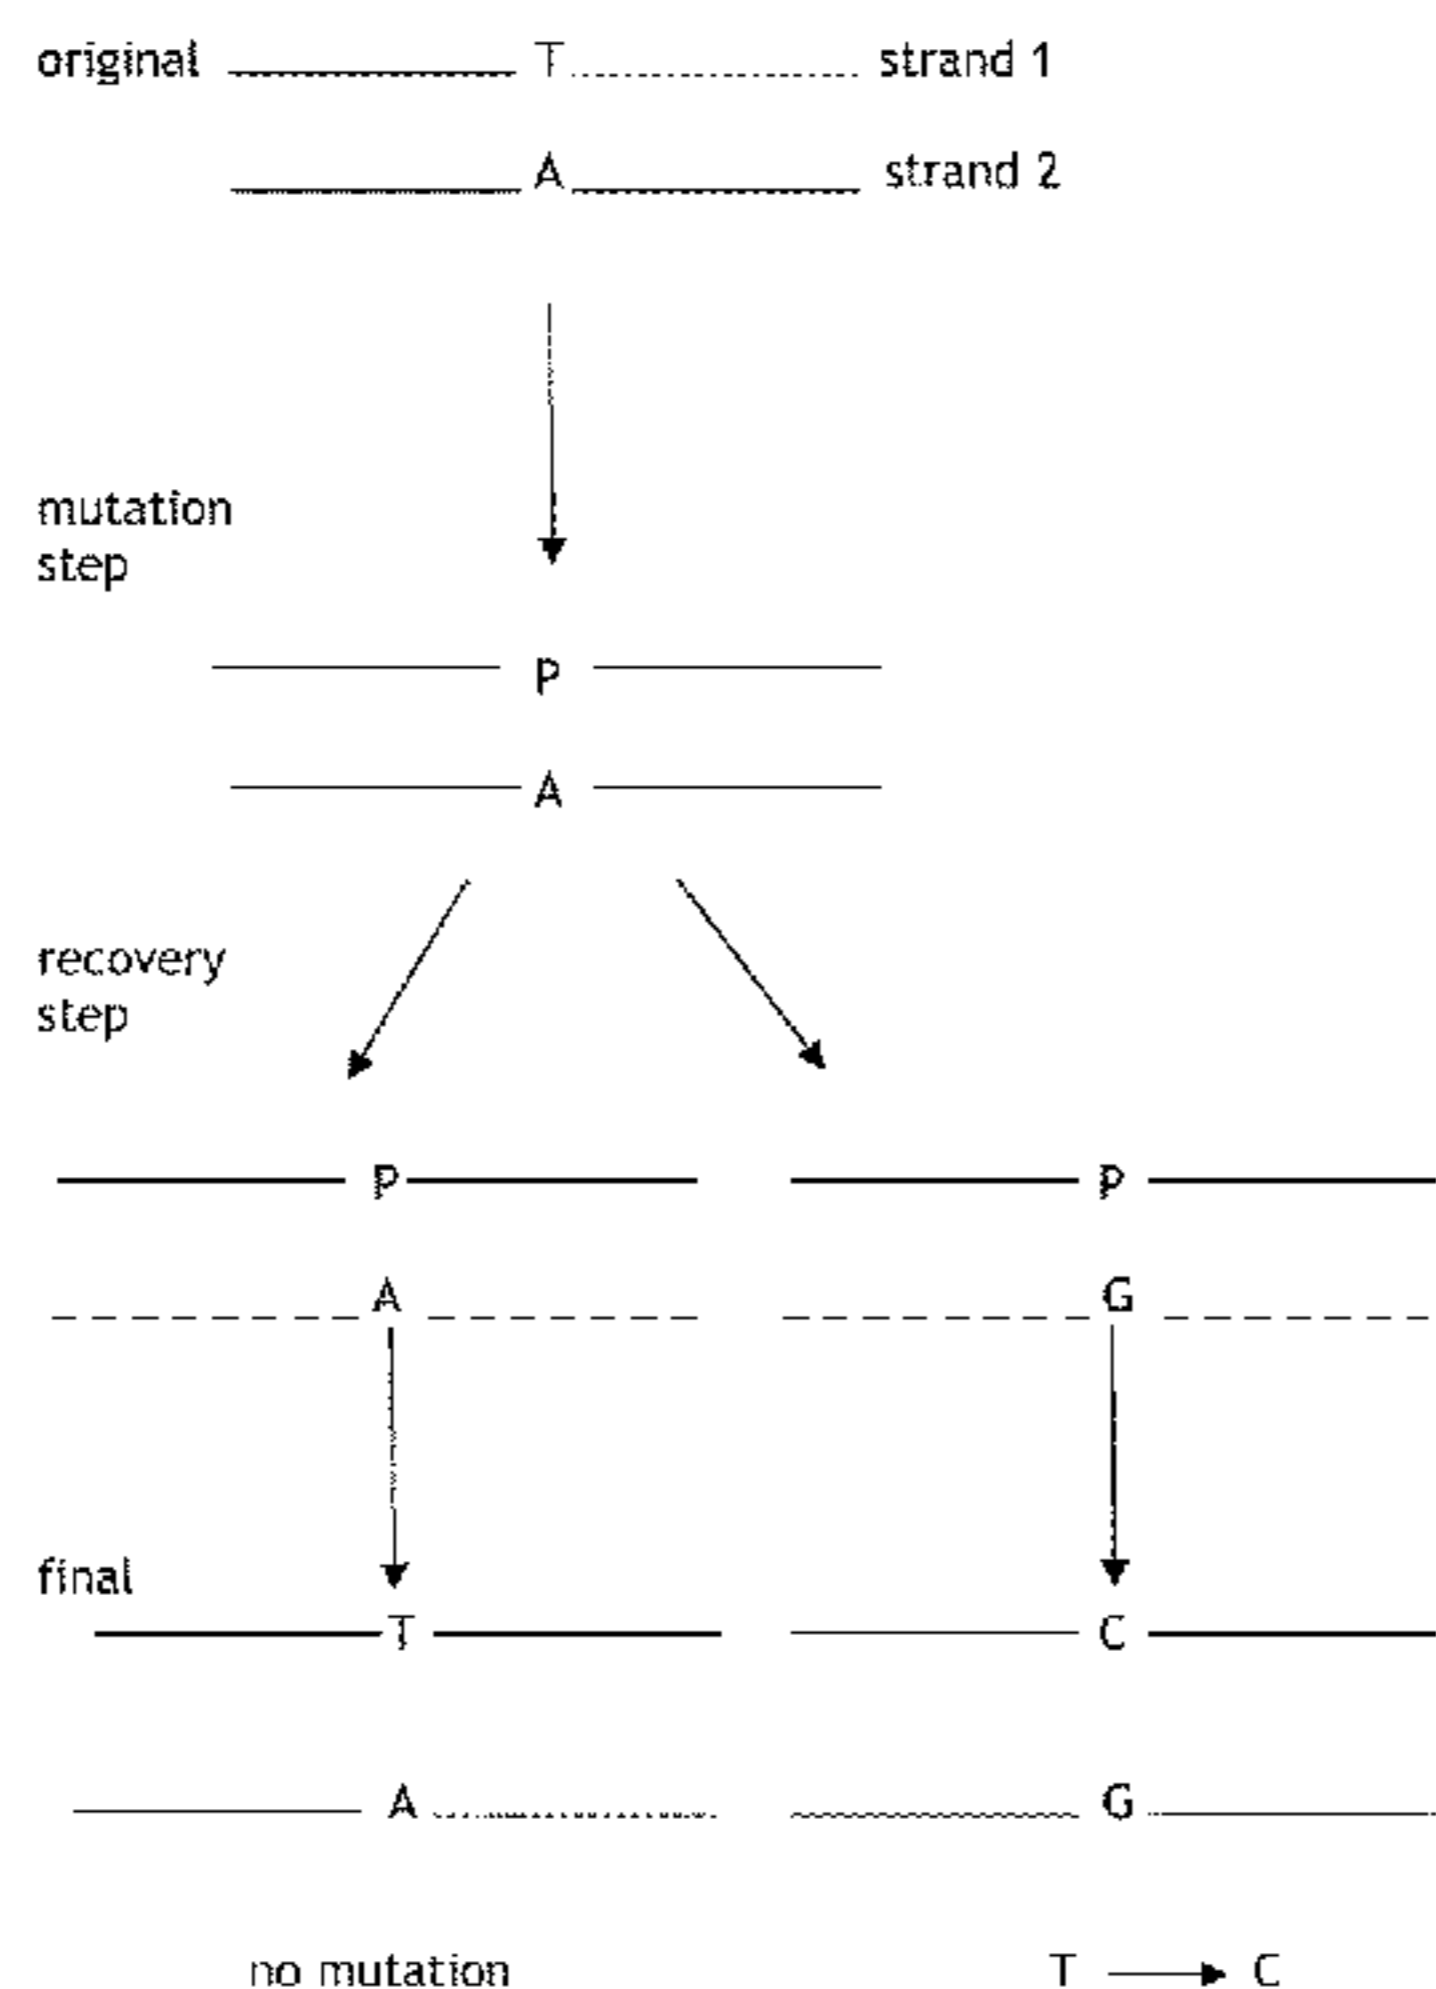 original T strand 1
A strand 2
mutation
step
P
A
recovery
step
P P
A G
final
T C
A G
no mutation T C